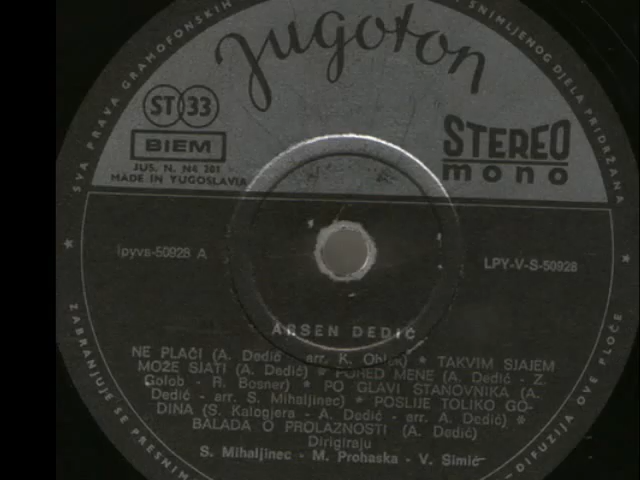 SVA PRAVA GRAMOFONSKIH
SNIMLJENOG DJELA PRIDRŽANA
Jugoton
ST 33
BIEM
JUS. N. N4 201
MADE IN YUGOSLAVIA
STEREO
mono
lpyvs-50928 A
LPY-V-S-50928
ARSEN DEDIĆ
NE PLAČI (A. Dedić - arr. K. Oblak) * TAKVIM SJAJEM
MOŽE SJATI (A. Dedić) * PORED MENE (A. Dedić - Z.
Golob - R. Bosner) * PO GLAVI STANOVNIKA (A.
Dedić - arr. S. Mihaljinec) * POSLIJE TOLIKO GO-
DINA (S. Kalogjera - A. Dedić - arr. A. Dedić) *
BALADA O PROLAZNOSTI (A. Dedić)
Dirigiraju
S. Mihaljinec - M. Prohaska - V. Simić
ZABRANJUJE SE PRESNIM
DIFUZIJA OVE PLOČE